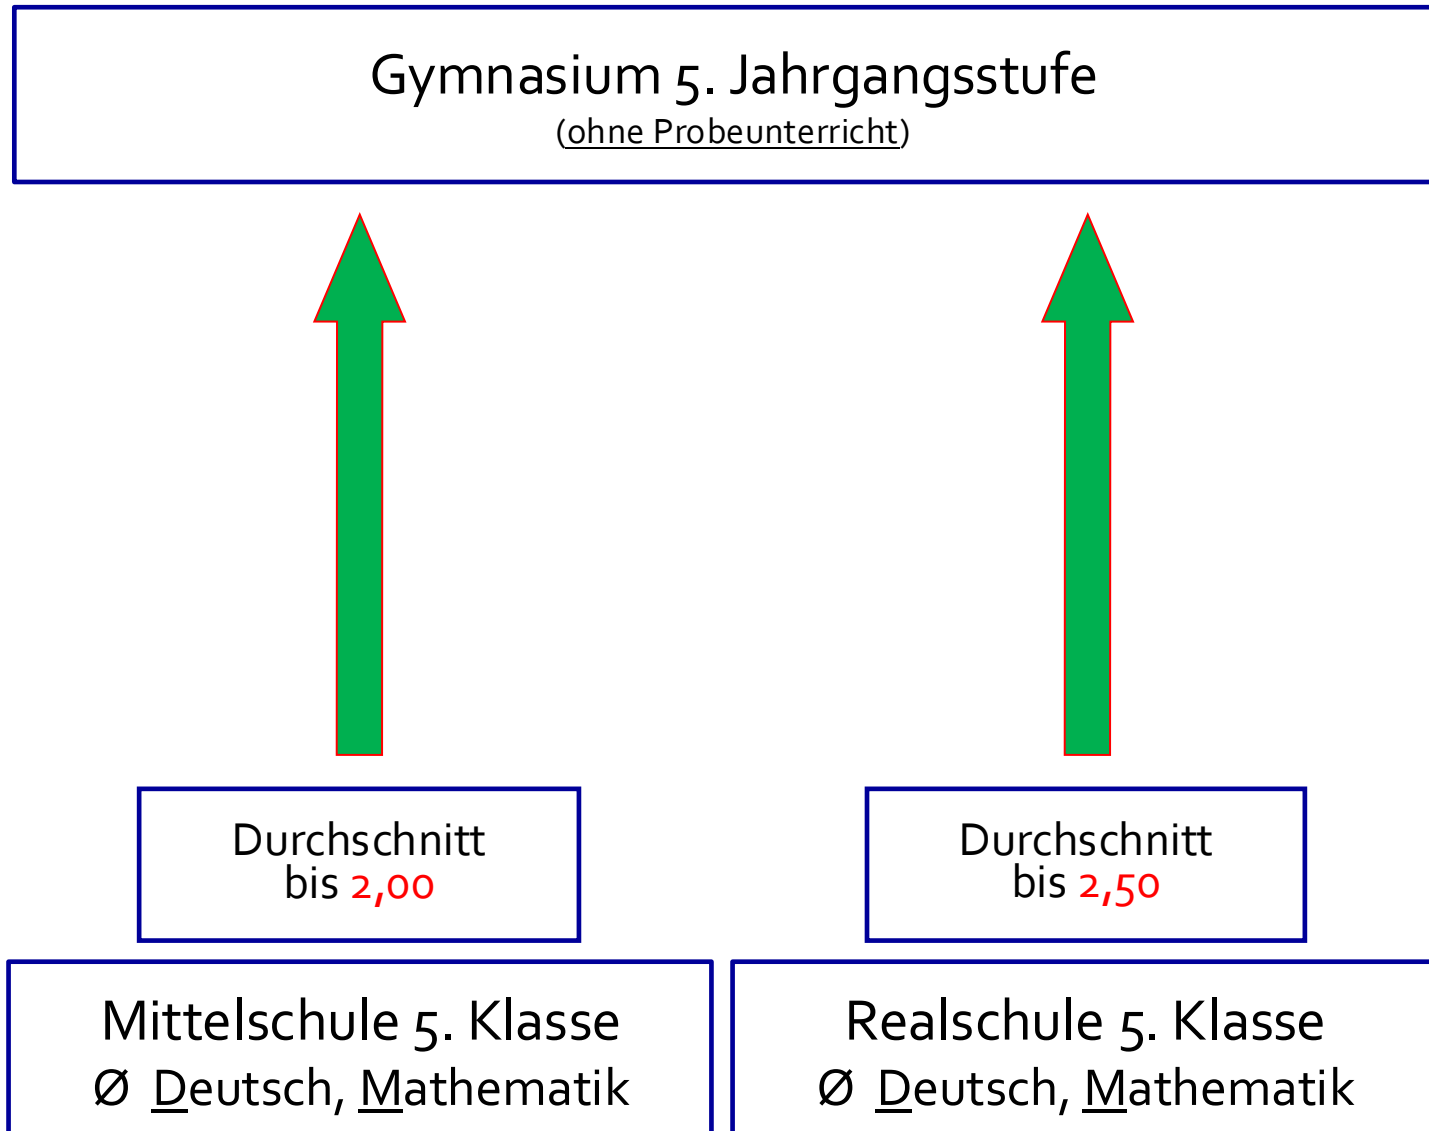 Gymnasium 5. Jahrgangsstufe
(ohne Probeunterricht)
Durchschnitt
bis 2,00
Durchschnitt
bis 2,50
Mittelschule 5. Klasse
Ø Deutsch, Mathematik
Realschule 5. Klasse
Ø Deutsch, Mathematik